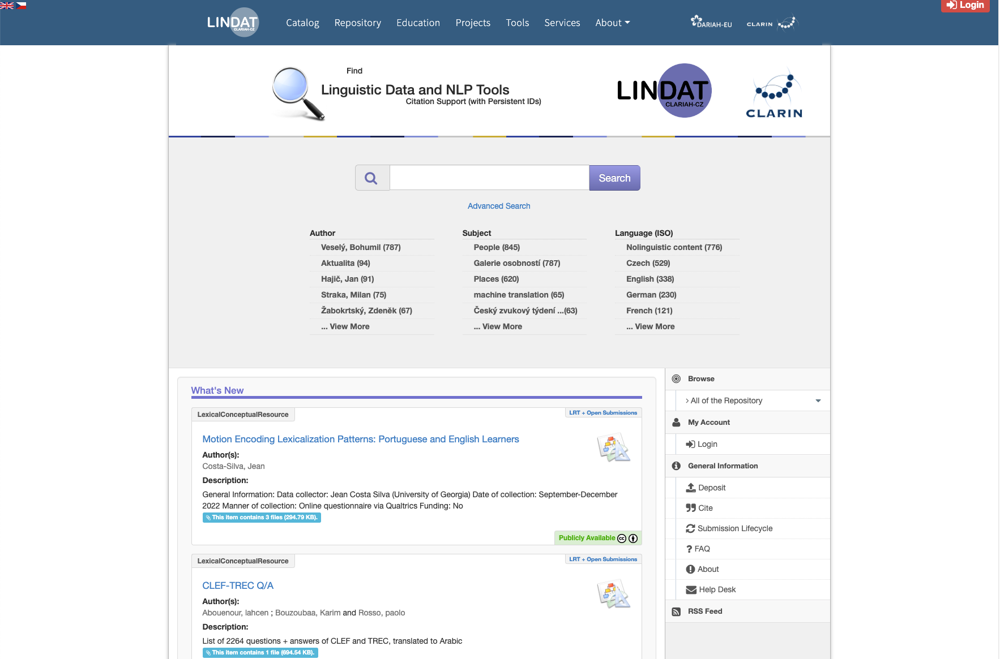 Login
LINDAT
CLARIAH-CZ
Catalog Repository Education Projects Tools Services About
DARIAH-EU
CLARIN
Find
Linguistic Data and NLP Tools
Citation Support (with Persistent IDs)
LINDAT
CLARIAH-CZ
CLARIN
Search
Advanced Search
Author
Veselý, Bohumil (787)
Aktualita (94)
Hajič, Jan (91)
Straka, Milan (75)
Žabokrtský, Zdeněk (67)
... View More
Subject
People (845)
Galerie osobností (787)
Places (620)
machine translation (65)
Český zvukový týdení ...(63)
... View More
Language (ISO)
Nolinguistic content (776)
Czech (529)
English (338)
German (230)
French (121)
... View More
What's New
LexicalConceptualResource
LRT + Open Submissions
Motion Encoding Lexicalization Patterns: Portuguese and English Learners
Author(s):
Costa-Silva, Jean
Description:
General Information: Data collector: Jean Costa Silva (University of Georgia) Date of collection: September-December
2022 Manner of collection: Online questionnaire via Qualtrics Funding: No
This item contains 3 files (294.79 KB).
Publicly Available
LexicalConceptualResource
LRT + Open Submissions
CLEF-TREC Q/A
Author(s):
Abouenour, lahcen ; Bouzoubaa, Karim and Rosso, paolo
Description:
List of 2264 questions + answers of CLEF and TREC, translated to Arabic
This item contains 1 file (694.54 KB).
Browse
All of the Repository
My Account
Login
General Information
Deposit
Cite
Submission Lifecycle
FAQ
About
Help Desk
RSS Feed